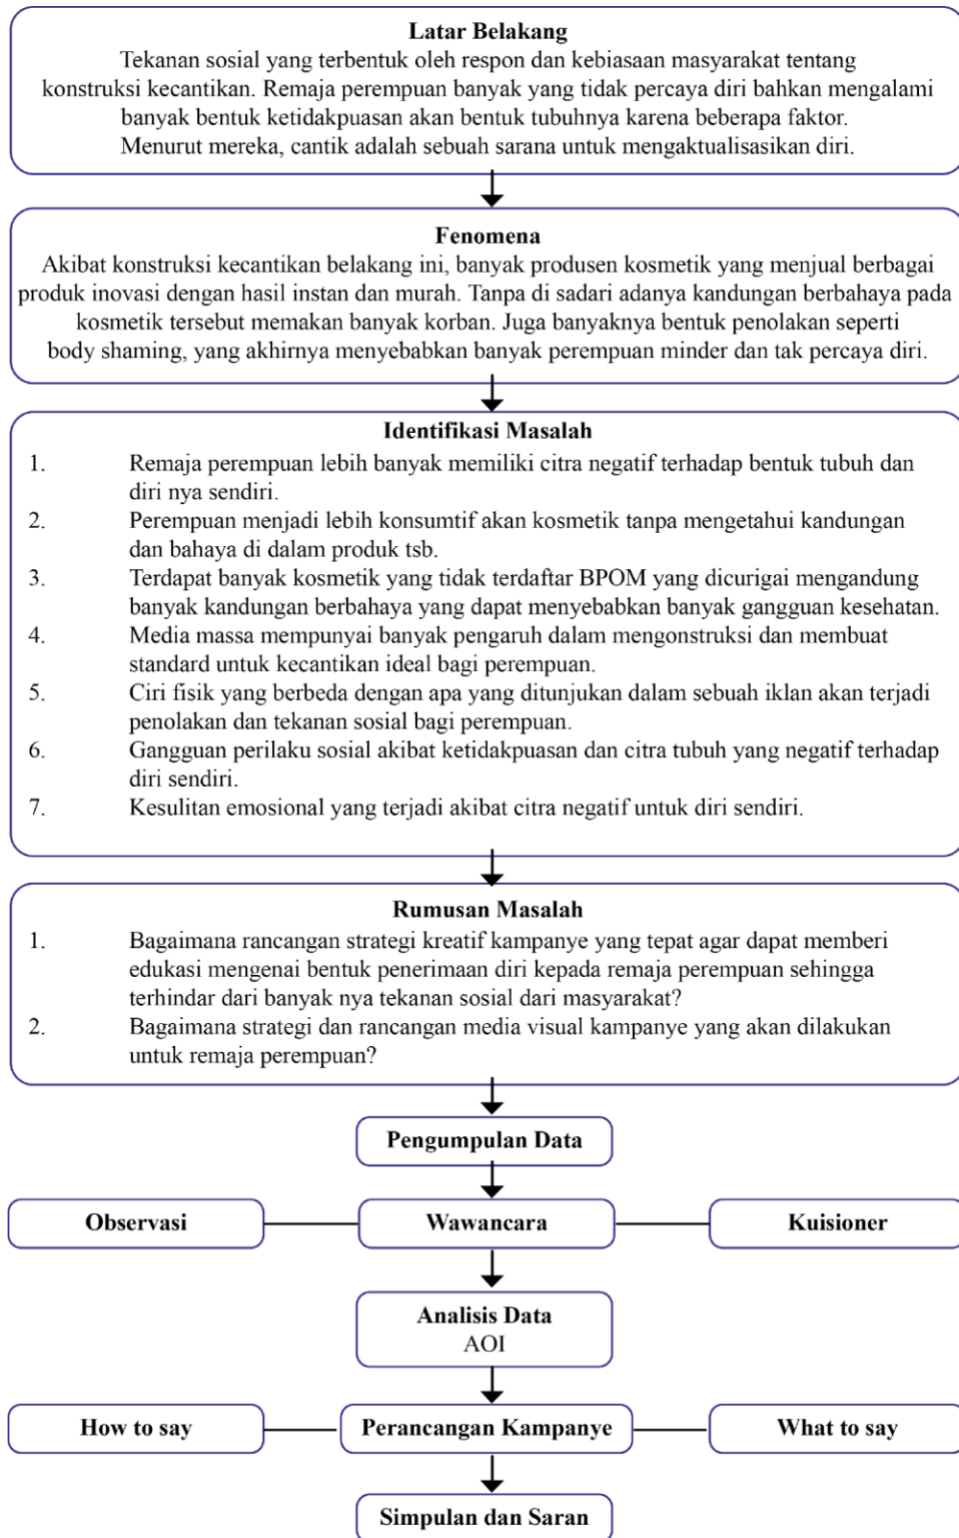 Latar Belakang
Tekanan sosial yang terbentuk oleh respon dan kebiasaan masyarakat tentang
konstruksi kecantikan. Remaja perempuan banyak yang tidak percaya diri bahkan mengalami
banyak bentuk ketidakpuasan akan bentuk tubuhnya karena beberapa faktor.
Menurut mereka, cantik adalah sebuah sarana untuk mengaktualisasikan diri.
Fenomena
Akibat konstruksi kecantikan belakang ini, banyak produsen kosmetik yang menjual berbagai
produk inovasi dengan hasil instan dan murah. Tanpa di sadari adanya kandungan berbahaya pada
kosmetik tersebut memakan banyak korban. Juga banyaknya bentuk penolakan seperti
body shaming, yang akhirnya menyebabkan banyak perempuan minder dan tak percaya diri.
Identifikasi Masalah
1. Remaja perempuan lebih banyak memiliki citra negatif terhadap bentuk tubuh dan
diri nya sendiri.
2. Perempuan menjadi lebih konsumtif akan kosmetik tanpa mengetahui kandungan
dan bahaya di dalam produk tsb.
3. Terdapat banyak kosmetik yang tidak terdaftar BPOM yang dicurigai mengandung
banyak kandungan berbahaya yang dapat menyebabkan banyak gangguan kesehatan.
4. Media massa mempunyai banyak pengaruh dalam mengonstruksi dan membuat
standard untuk kecantikan ideal bagi perempuan.
5. Ciri fisik yang berbeda dengan apa yang ditunjukan dalam sebuah iklan akan terjadi
penolakan dan tekanan sosial bagi perempuan.
6. Gangguan perilaku sosial akibat ketidakpuasan dan citra tubuh yang negatif terhadap
diri sendiri.
7. Kesulitan emosional yang terjadi akibat citra negatif untuk diri sendiri.
Rumusan Masalah
1. Bagaimana rancangan strategi kreatif kampanye yang tepat agar dapat memberi
edukasi mengenai bentuk penerimaan diri kepada remaja perempuan sehingga
terhindar dari banyak nya tekanan sosial dari masyarakat?
2. Bagaimana strategi dan rancangan media visual kampanye yang akan dilakukan
untuk remaja perempuan?
Pengumpulan Data
Observasi
Wawancara
Kuisioner
Analisis Data
AOI
How to say
Perancangan Kampanye
What to say
Simpulan dan Saran